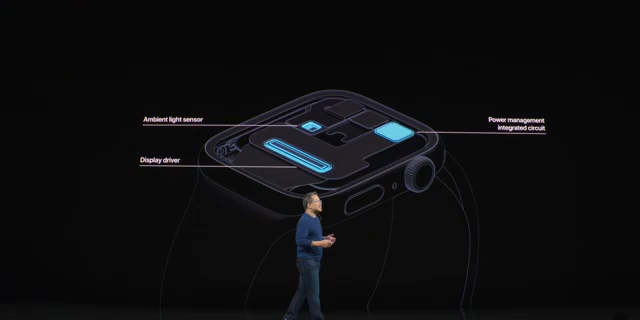 Ambient light sensor
Power management
integrated circuit
Display driver